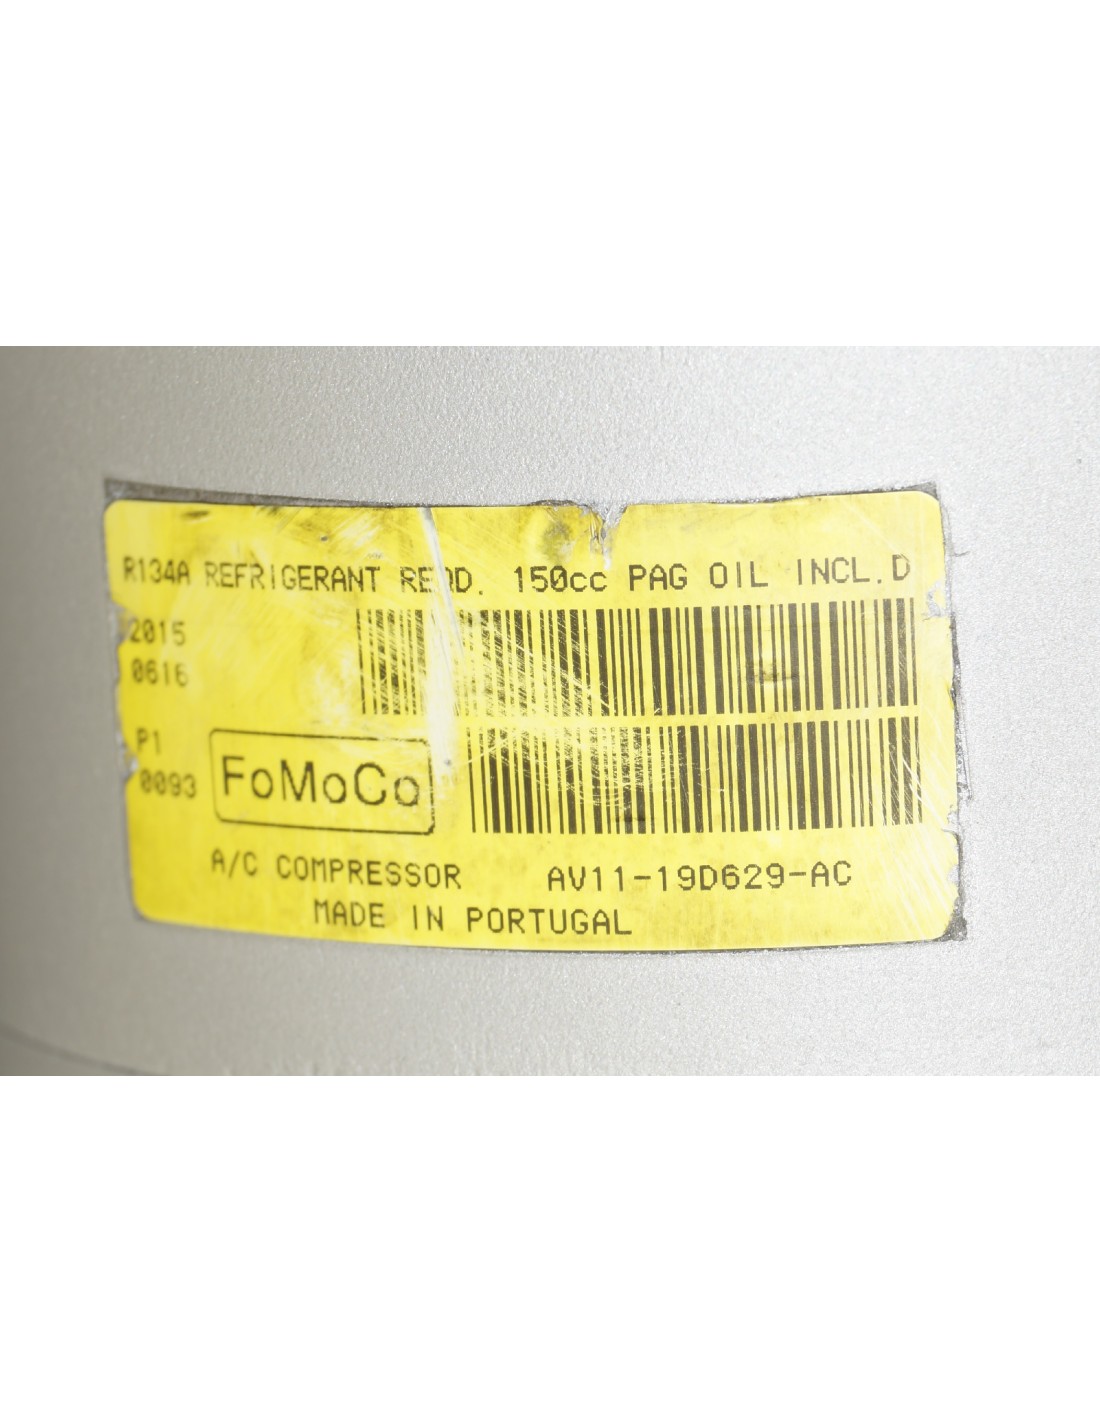 R134A REFRIGERANT REQD. 150cc PAG OIL INCL.D
2015
0616
P1
0093
FoMoCo
A/C COMPRESSOR AV11-19D629-AC
MADE IN PORTUGAL